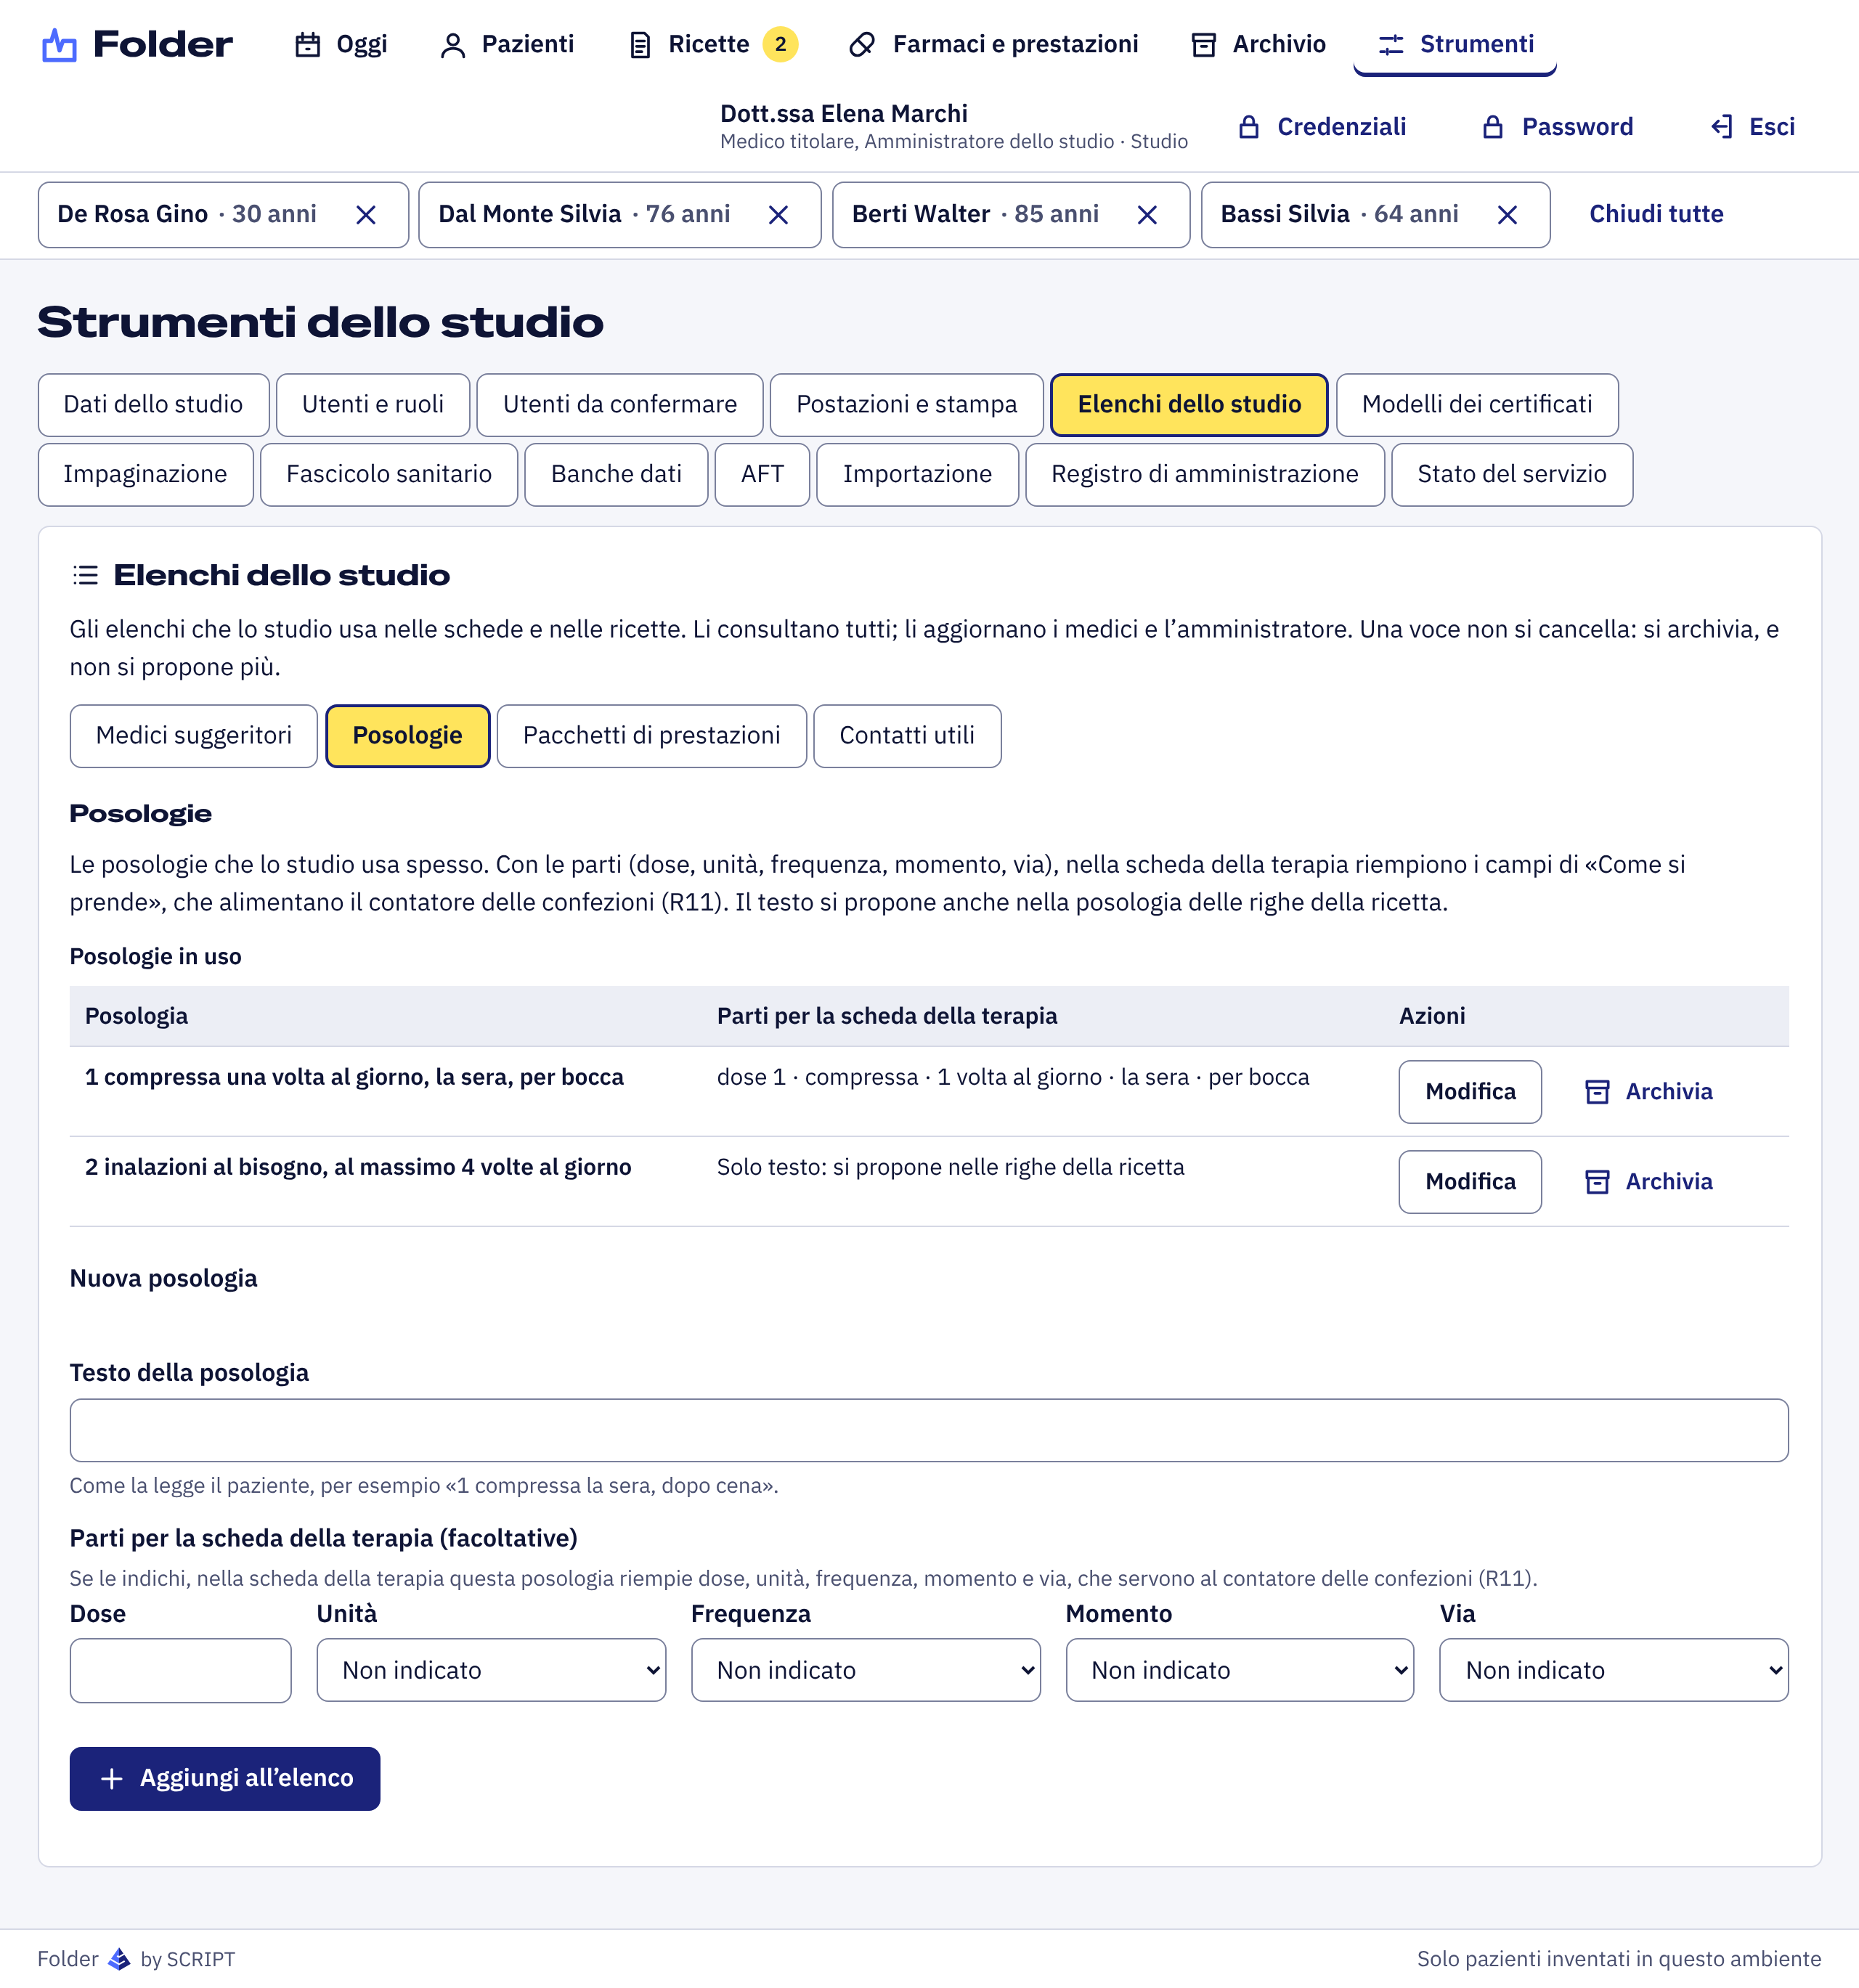 Folder
Oggi
Pazienti
Ricette 2
Farmaci e prestazioni
Archivio
Strumenti
Dott.ssa Elena Marchi
Medico titolare, Amministratore dello studio · Studio
Credenziali
Password
Esci
De Rosa Gino · 30 anni
Dal Monte Silvia · 76 anni
Berti Walter · 85 anni
Bassi Silvia · 64 anni
Chiudi tutte
Strumenti dello studio
Dati dello studio
Utenti e ruoli
Utenti da confermare
Postazioni e stampa
Elenchi dello studio
Modelli dei certificati
Impaginazione
Fascicolo sanitario
Banche dati
AFT
Importazione
Registro di amministrazione
Stato del servizio
Elenchi dello studio
Gli elenchi che lo studio usa nelle schede e nelle ricette. Li consultano tutti; li aggiornano i medici e l’amministratore. Una voce non si cancella: si archivia, e
non si propone più.
Medici suggeritori
Posologie
Pacchetti di prestazioni
Contatti utili
Posologie
Le posologie che lo studio usa spesso. Con le parti (dose, unità, frequenza, momento, via), nella scheda della terapia riempiono i campi di «Come si
prende», che alimentano il contatore delle confezioni (R11). Il testo si propone anche nella posologia delle righe della ricetta.
Posologie in uso
Posologia
Parti per la scheda della terapia
Azioni
1 compressa una volta al giorno, la sera, per bocca
dose 1 · compressa · 1 volta al giorno · la sera · per bocca
Modifica
Archivia
2 inalazioni al bisogno, al massimo 4 volte al giorno
Solo testo: si propone nelle righe della ricetta
Modifica
Archivia
Nuova posologia
Testo della posologia
Come la legge il paziente, per esempio «1 compressa la sera, dopo cena».
Parti per la scheda della terapia (facoltative)
Se le indichi, nella scheda della terapia questa posologia riempie dose, unità, frequenza, momento e via, che servono al contatore delle confezioni (R11).
Dose
Unità
Frequenza
Momento
Via
Non indicato
Non indicato
Non indicato
Non indicato
Aggiungi all’elenco
Folder by SCRIPT
Solo pazienti inventati in questo ambiente